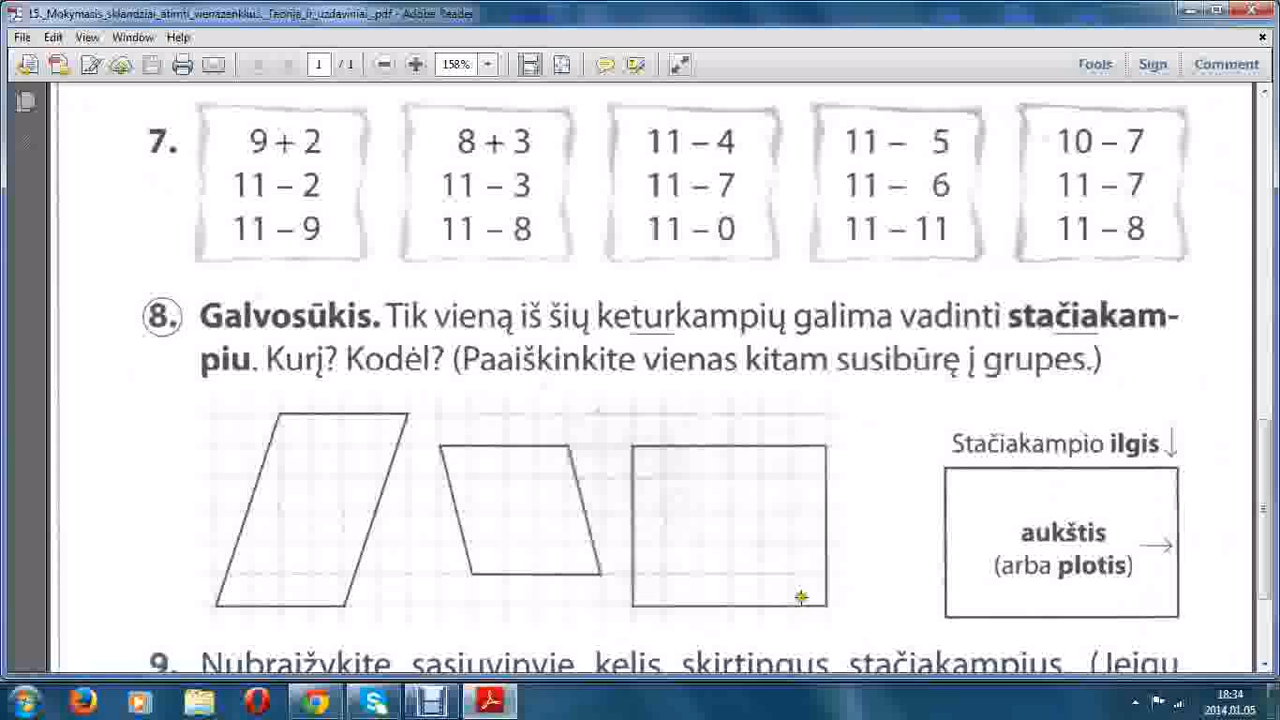 15._Mokymasis_sklandziai_atimti_vienazenklius._Teorija_ir_uzdaviniai_.pdf - Adobe Reader
File Edit View Window Help
1 / 1 158% Tools Sign Comment
7. 9 + 2 8 + 3 11 – 4 11 – 5 10 – 7
11 – 2 11 – 3 11 – 7 11 – 6 11 – 7
11 – 9 11 – 8 11 – 0 11 – 11 11 – 8
8. Galvosūkis. Tik vieną iš šių keturkampių galima vadinti stačiakam-
piu. Kurį? Kodėl? (Paaiškinkite vienas kitam susibūrę į grupes.)
Stačiakampio ilgis ↓
aukštis →
(arba plotis)
9. Nubraižykite sąsiuvinyje kelis skirtingus stačiakampius. (Jeigu
18:34
2014.01.05